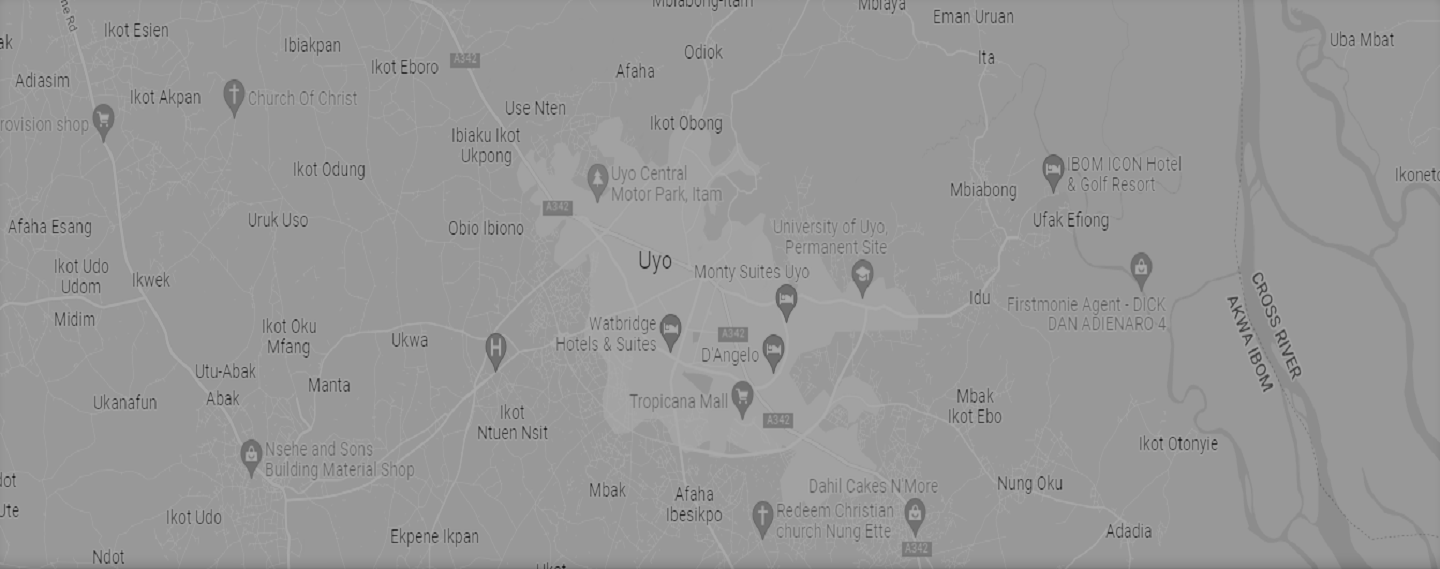 Mbiabong-Itam
Mbiaya
Eman Uruan
Ikot Esien
Ibiakpan
Odiok
Uba Mbat
Ita
A342
Ikot Eboro
Afaha
Adiasim
Ikot Akpan
Church Of Christ
Use Nten
rovision shop
Ikot Obong
Ibiaku Ikot
Ukpong
Ikot Odung
Uyo Central
Motor Park, Itam
IBOM ICON Hotel
& Golf Resort
Mbiabong
Ikoneto
A342
Afaha Esang
Uruk Uso
Obio Ibiono
University of Uyo,
Permanent Site
Ufak Efiong
Uyo
Monty Suites Uyo
Ikot Udo
Udom
Ikwek
Idu
Firstmonie Agent - DICK
DAN ADIENARO 4
CROSS RIVER
AKWA IBOM
Midim
Ikot Oku
Mfang
Ukwa
H
Watbridge
Hotels & Suites
A342
D'Angelo
Utu-Abak
Abak
Manta
Ukanafun
Tropicana Mall
A342
Mbak
Ikot Ebo
Ikot
Ntuen Nsit
Ikot Otonyie
Nsehe and Sons
Building Material Shop
dot
Ute
Mbak
Afaha
Ibesikpo
Dahil Cakes N'More
Nung Oku
Redeem Christian
church Nung Ette
Ikot Udo
Ekpene Ikpan
Adadia
A342
Ndot